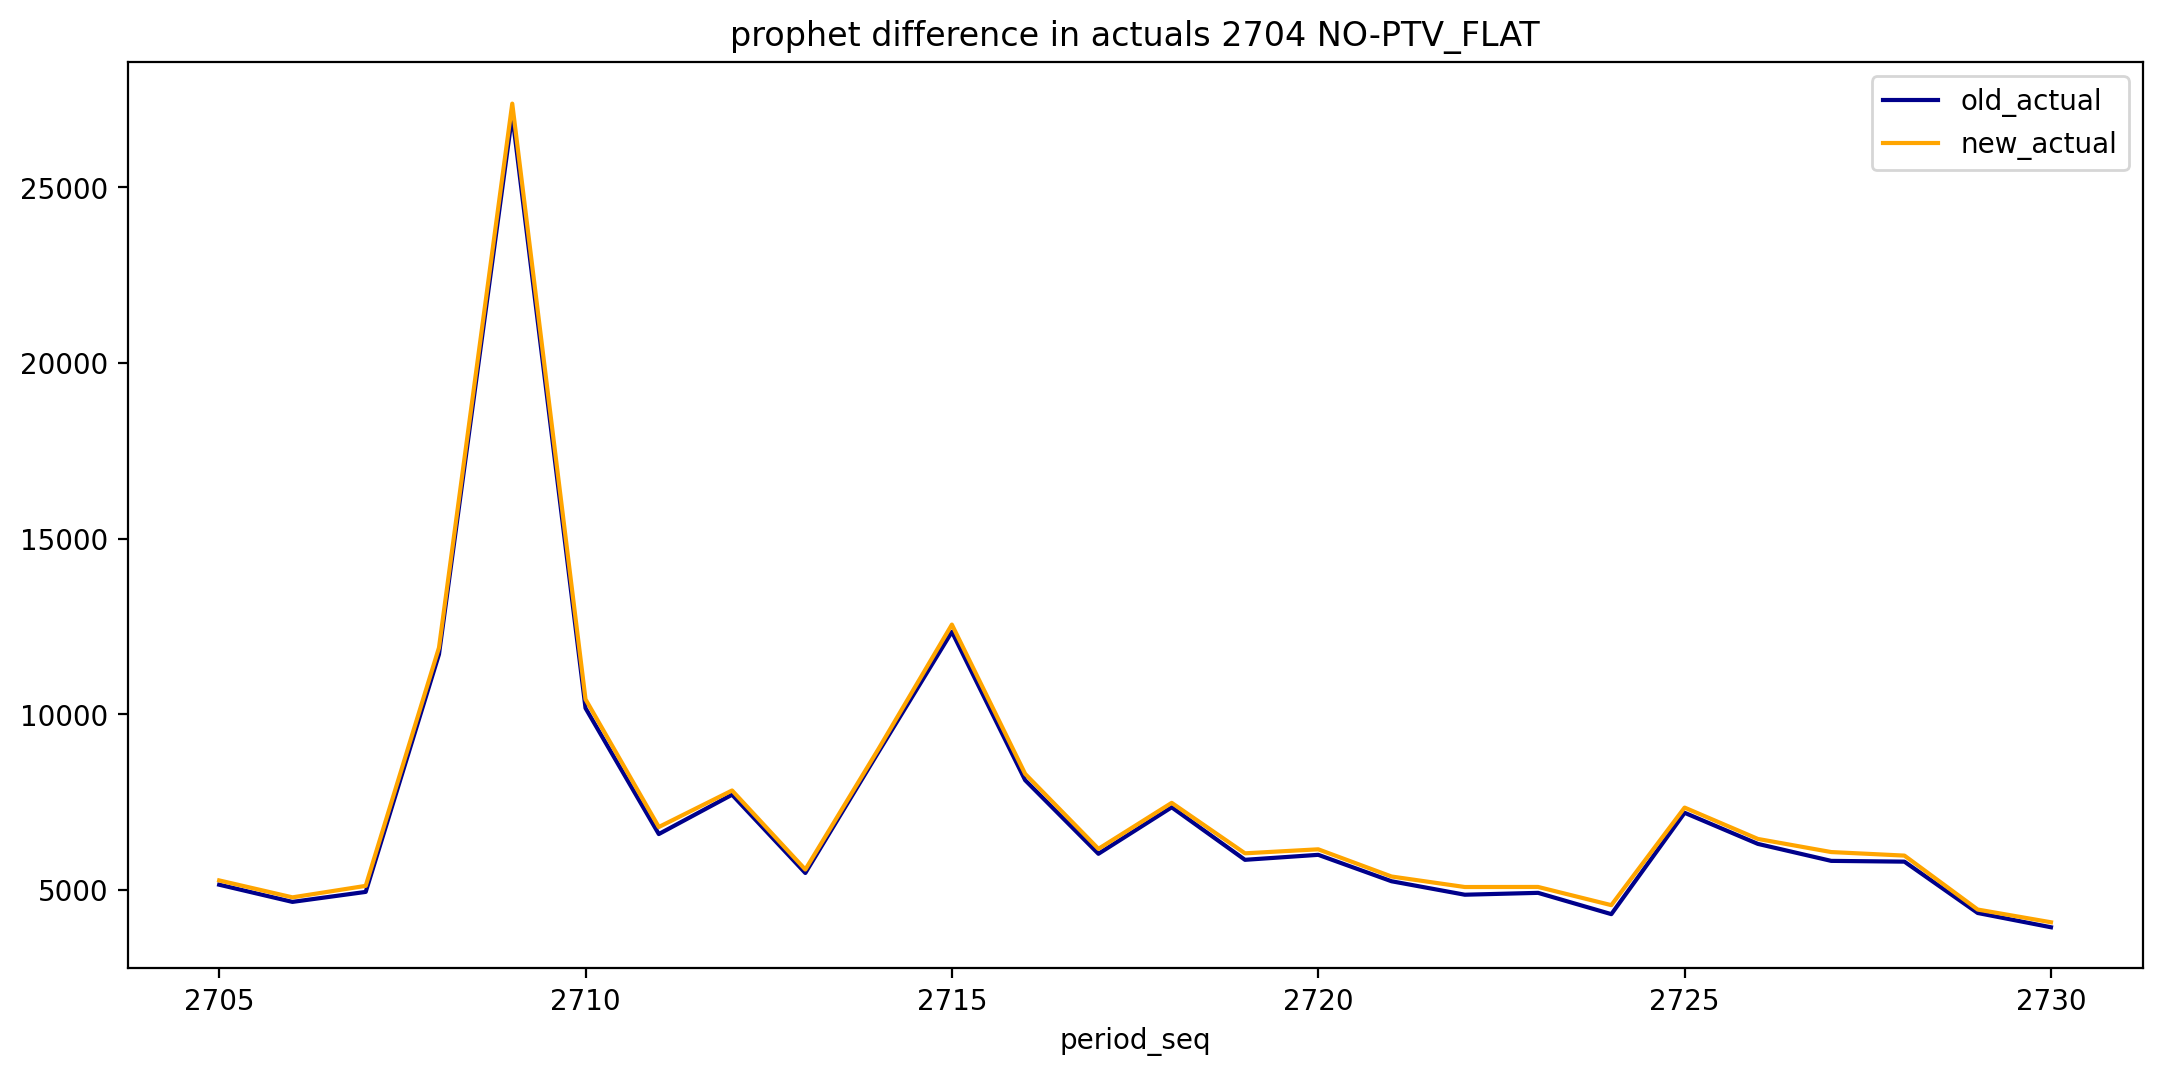 prophet difference in actuals 2704 NO-PTV_FLAT
old_actual
new_actual
25000
20000
15000
10000
5000
2705 2710 2715 2720 2725 2730
period_seq